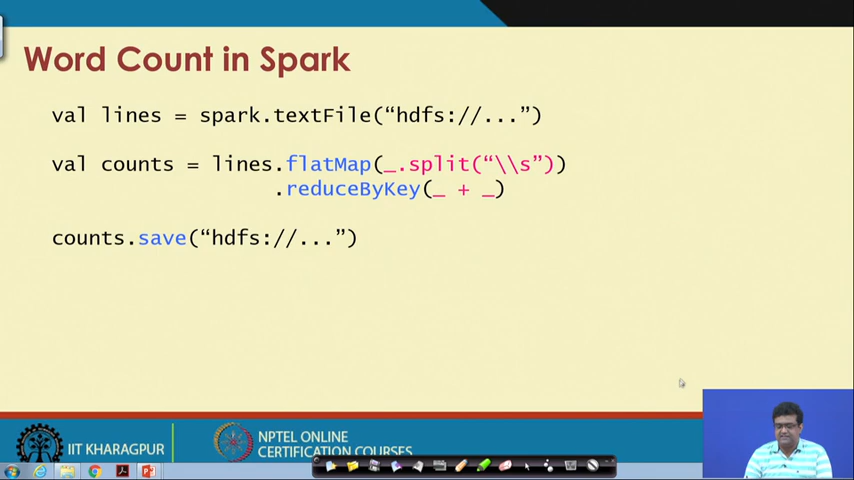 Word Count in Spark
val lines = spark.textFile(“hdfs://...”)
val counts = lines.flatMap(_.split(“\\s”))
.reduceByKey(_ + _)
counts.save(“hdfs://...”)
IIT KHARAGPUR
NPTEL ONLINE
CERTIFICATION COURSES